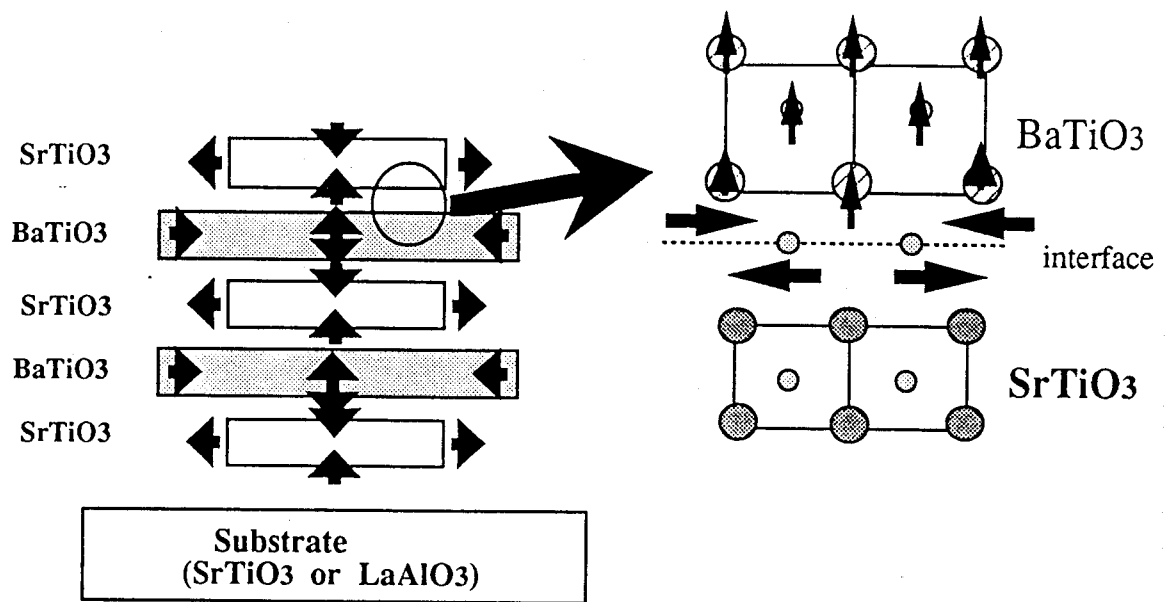 SrTiO3
BaTiO3
SrTiO3
BaTiO3
SrTiO3
Substrate
(SrTiO3 or LaAlO3)
BaTiO3
interface
SrTiO3